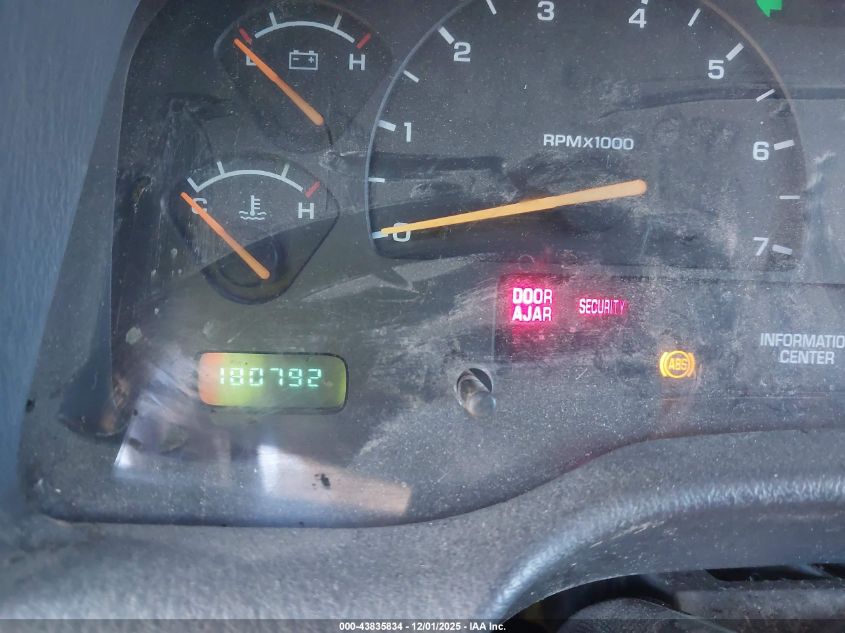 L H
C H
0 1 2 3 4 5 6 7
RPMX1000
DOOR
AJAR
SECURITY
ABS
INFORMATIO
CENTER
180792
000-43835834 - 12/01/2025 - IAA Inc.